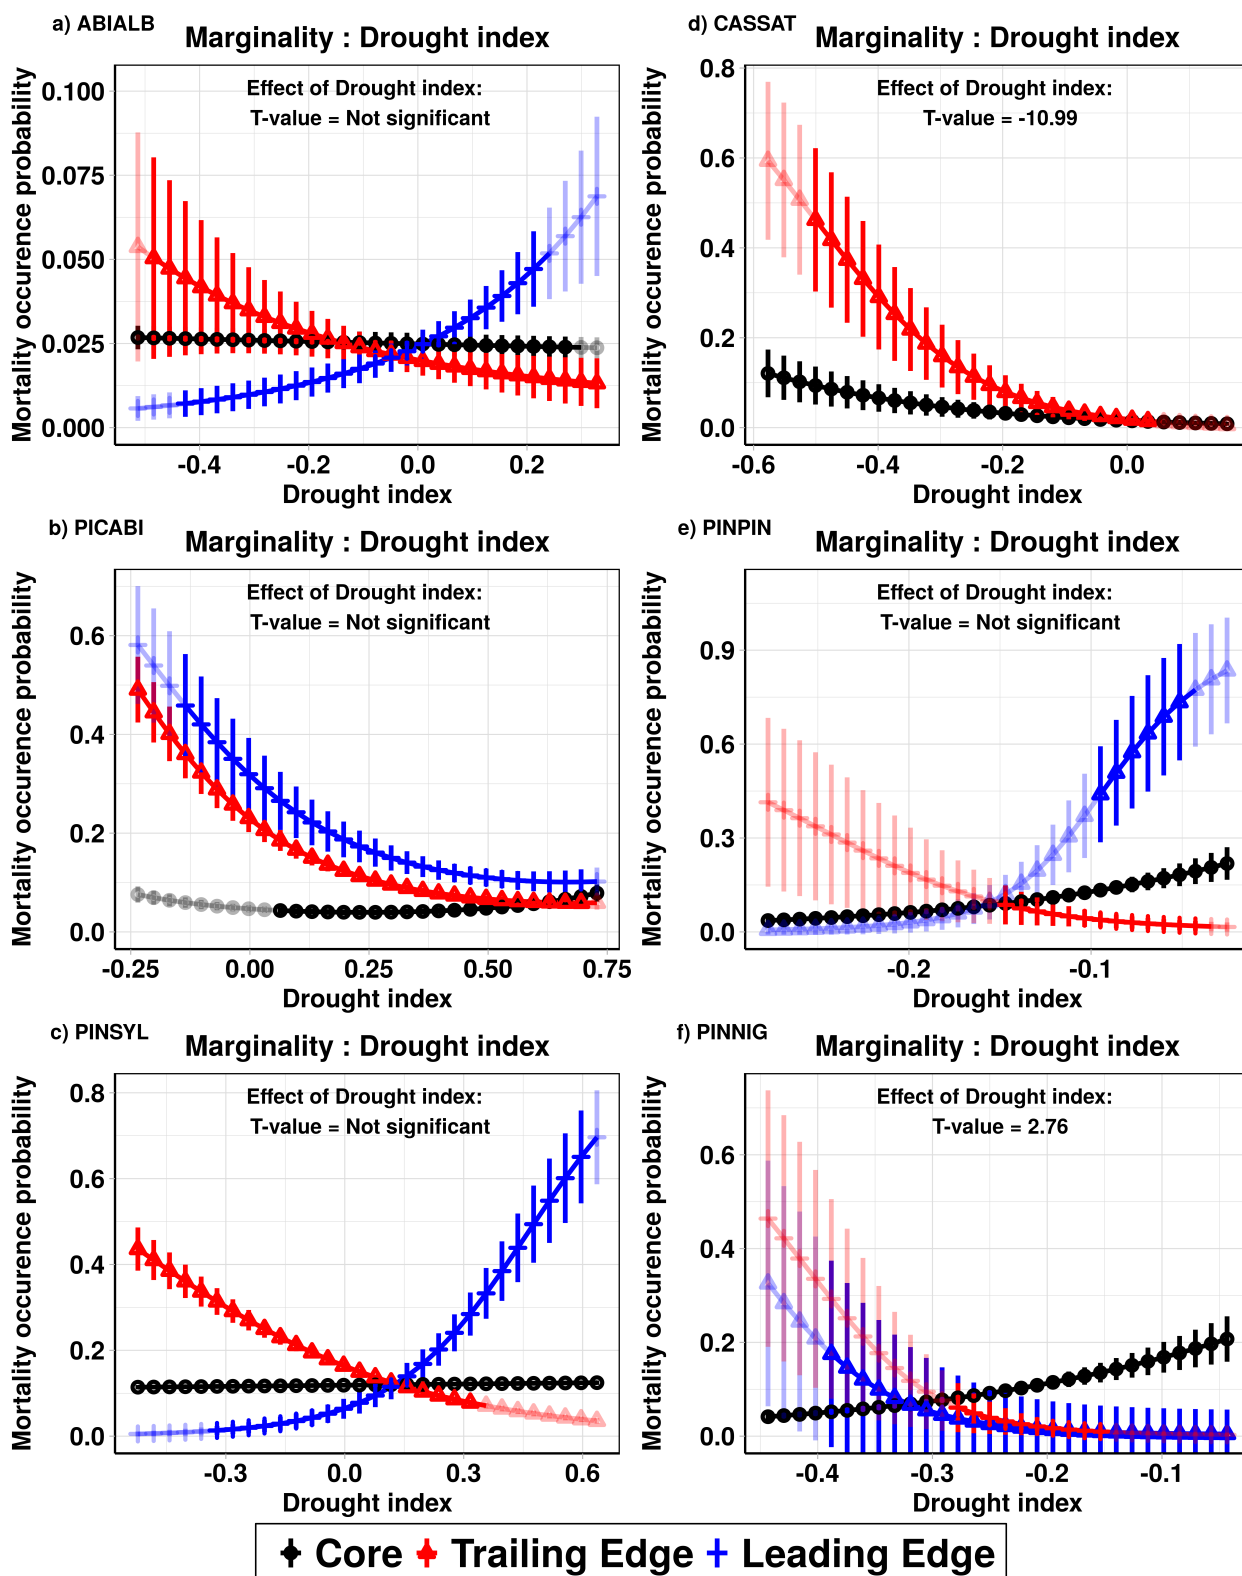 a) ABIALB
Marginality : Drought index
Mortality occurence probability
Effect of Drought index:
T-value = Not significant
0.100
0.075
0.050
0.025
0.000
-0.4 -0.2 0.0 0.2
Drought index
d) CASSAT
Marginality : Drought index
Mortality occurence probability
Effect of Drought index:
T-value = -10.99
0.8
0.6
0.4
0.2
0.0
-0.6 -0.4 -0.2 0.0
Drought index
b) PICABI
Marginality : Drought index
Mortality occurence probability
Effect of Drought index:
T-value = Not significant
0.6
0.4
0.2
0.0
-0.25 0.00 0.25 0.50 0.75
Drought index
e) PINPIN
Marginality : Drought index
Mortality occurence probability
Effect of Drought index:
T-value = Not significant
0.9
0.6
0.3
0.0
-0.2 -0.1
Drought index
c) PINSYL
Marginality : Drought index
Mortality occurence probability
Effect of Drought index:
T-value = Not significant
0.8
0.6
0.4
0.2
0.0
-0.3 0.0 0.3 0.6
Drought index
f) PINNIG
Marginality : Drought index
Mortality occurence probability
Effect of Drought index:
T-value = 2.76
0.6
0.4
0.2
0.0
-0.4 -0.3 -0.2 -0.1
Drought index
Core Trailing Edge Leading Edge